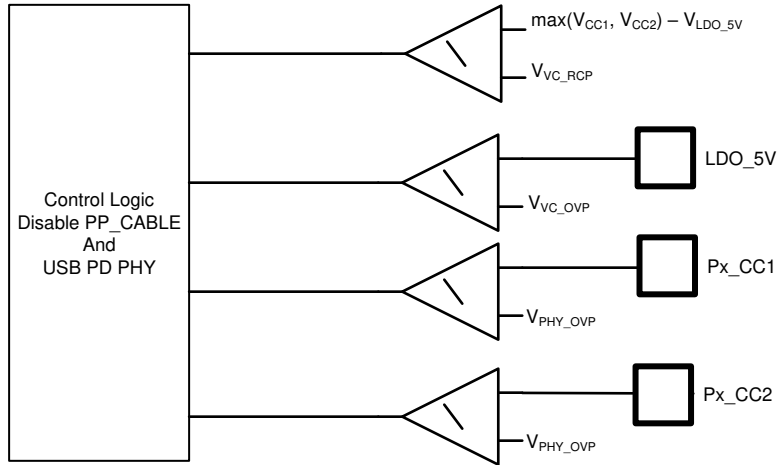 max(VCC1, VCC2) – VLDO_5V
VVC_RCP
LDO_5V
VVC_OVP
Control Logic
Disable PP_CABLE
And
USB PD PHY
Px_CC1
VPHY_OVP
Px_CC2
VPHY_OVP